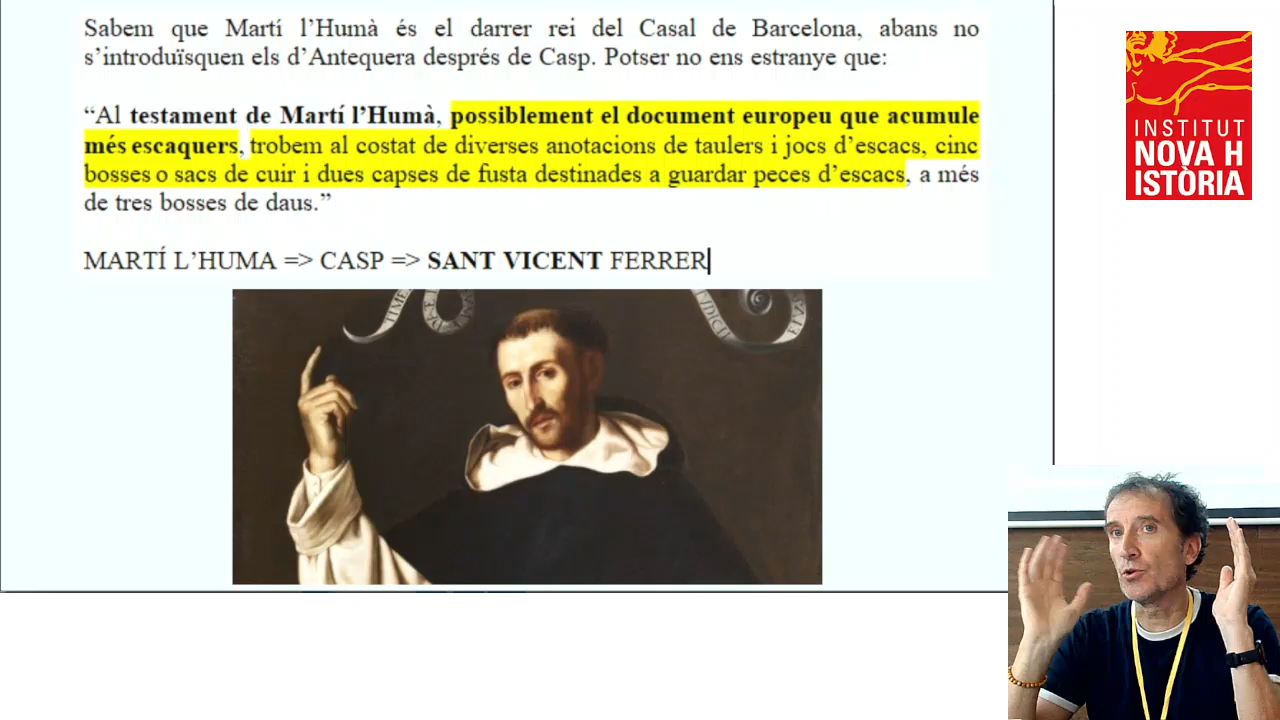 Sabem que Martí l’Humà és el darrer rei del Casal de Barcelona, abans no
s’introduïsquen els d’Antequera després de Casp. Potser no ens estranye que:
“Al testament de Martí l’Humà, possiblement el document europeu que acumule
més escaquers, trobem al costat de diverses anotacions de taulers i jocs d’escacs, cinc
bosses o sacs de cuir i dues capses de fusta destinades a guardar peces d’escacs, a més
de tres bosses de daus.”
MARTÍ L’HUMA => CASP => SANT VICENT FERRER
TIME
INSTITUT
NOVA H
ISTÒRIA